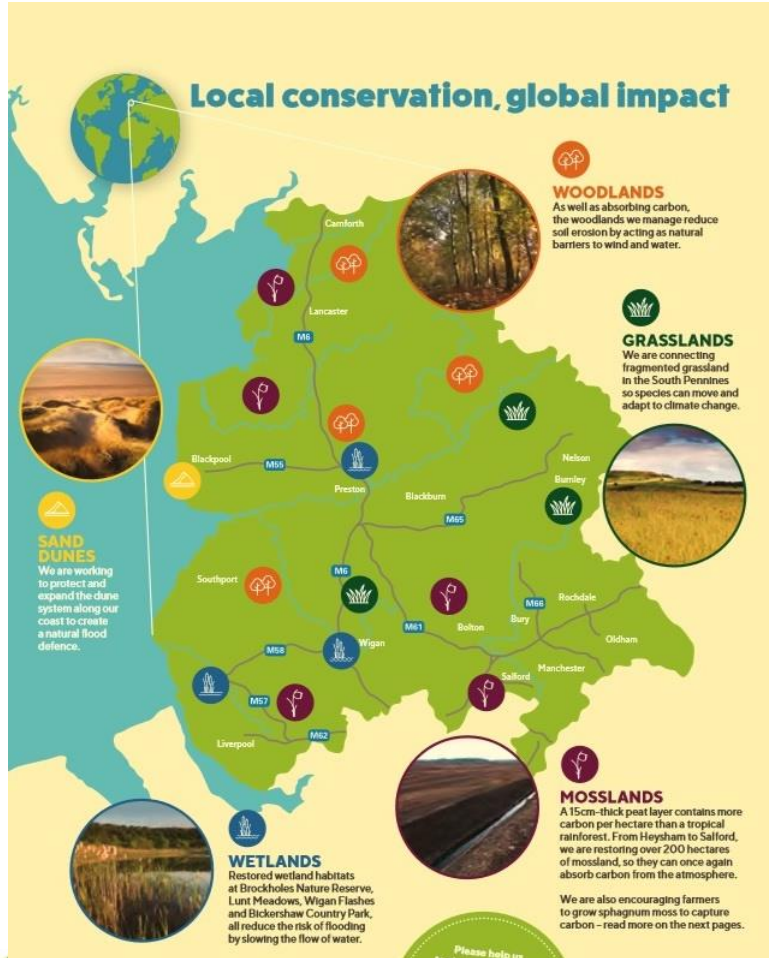 Local conservation, global impact
WOODLANDS
As well as absorbing carbon,
the woodlands we manage reduce
soil erosion by acting as natural
barriers to wind and water.
GRASSLANDS
We are connecting
fragmented grassland
in the South Pennines
so species can move and
adapt to climate change.
Carnforth
Lancaster
M6
Blackpool
M55
Preston
Nelson
Burnley
Blackburn
M65
SAND
DUNES
We are working
to protect and
expand the dune
system along our
coast to create
a natural flood
defence.
Southport
M6
M61
Bolton
Bury
M66
Rochdale
Oldham
Wigan
M58
Manchester
Salford
M57
Liverpool
M62
MOSSLANDS
A 15cm-thick peat layer contains more
carbon per hectare than a tropical
rainforest. From Heysham to Salford,
we are restoring over 200 hectares
of mossland, so they can once again
absorb carbon from the atmosphere.
We are also encouraging farmers
to grow sphagnum moss to capture
carbon – read more on the next pages.
WETLANDS
Restored wetland habitats
at Brockholes Nature Reserve,
Lunt Meadows, Wigan Flashes
and Bickershaw Country Park,
all reduce the risk of flooding
by slowing the flow of water.
Please help us